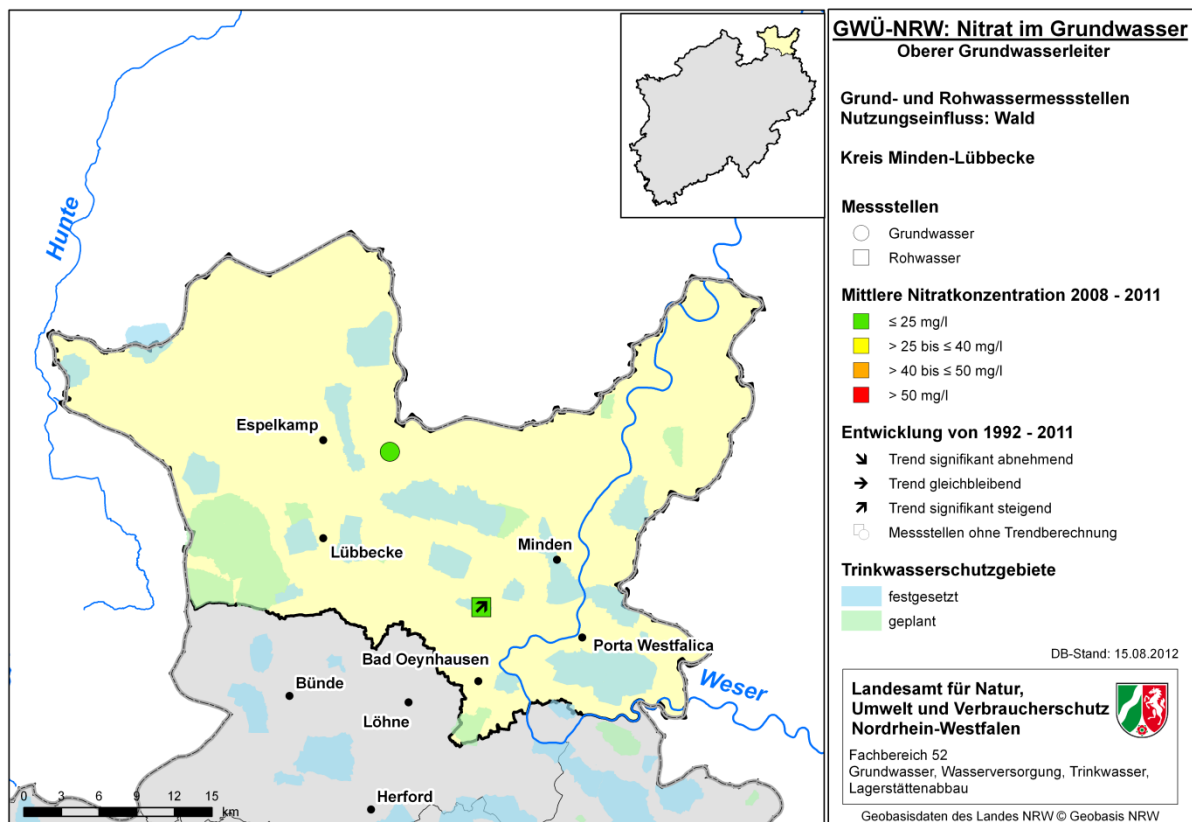 GWÜ-NRW: Nitrat im Grundwasser
Oberer Grundwasserleiter
Grund- und Rohwassermessstellen
Nutzungseinfluss: Wald
Kreis Minden-Lübbecke
Messstellen
Grundwasser
Rohwasser
Mittlere Nitratkonzentration 2008 - 2011
≤ 25 mg/l
> 25 bis ≤ 40 mg/l
> 40 bis ≤ 50 mg/l
> 50 mg/l
Entwicklung von 1992 - 2011
Trend signifikant abnehmend
Trend gleichbleibend
Trend signifikant steigend
Messstellen ohne Trendberechnung
Trinkwasserschutzgebiete
festgesetzt
geplant
DB-Stand: 15.08.2012
Landesamt für Natur,
Umwelt und Verbraucherschutz
Nordrhein-Westfalen
Fachbereich 52
Grundwasser, Wasserversorgung, Trinkwasser,
Lagerstättenabbau
Geobasisdaten des Landes NRW © Geobasis NRW
Hunte
Espelkamp
Lübbecke
Minden
Porta Westfalica
Bad Oeynhausen
Weser
Bünde
Löhne
Herford
0 3 6 9 12 15
km